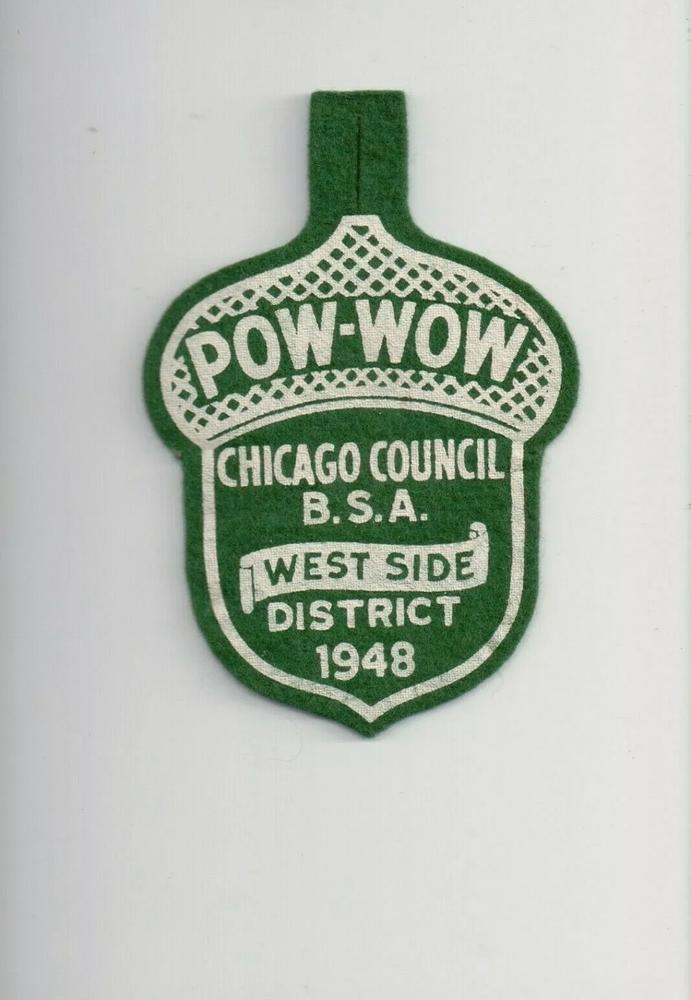 POW-WOW
CHICAGO COUNCIL
B.S.A.
WEST SIDE
DISTRICT
1948